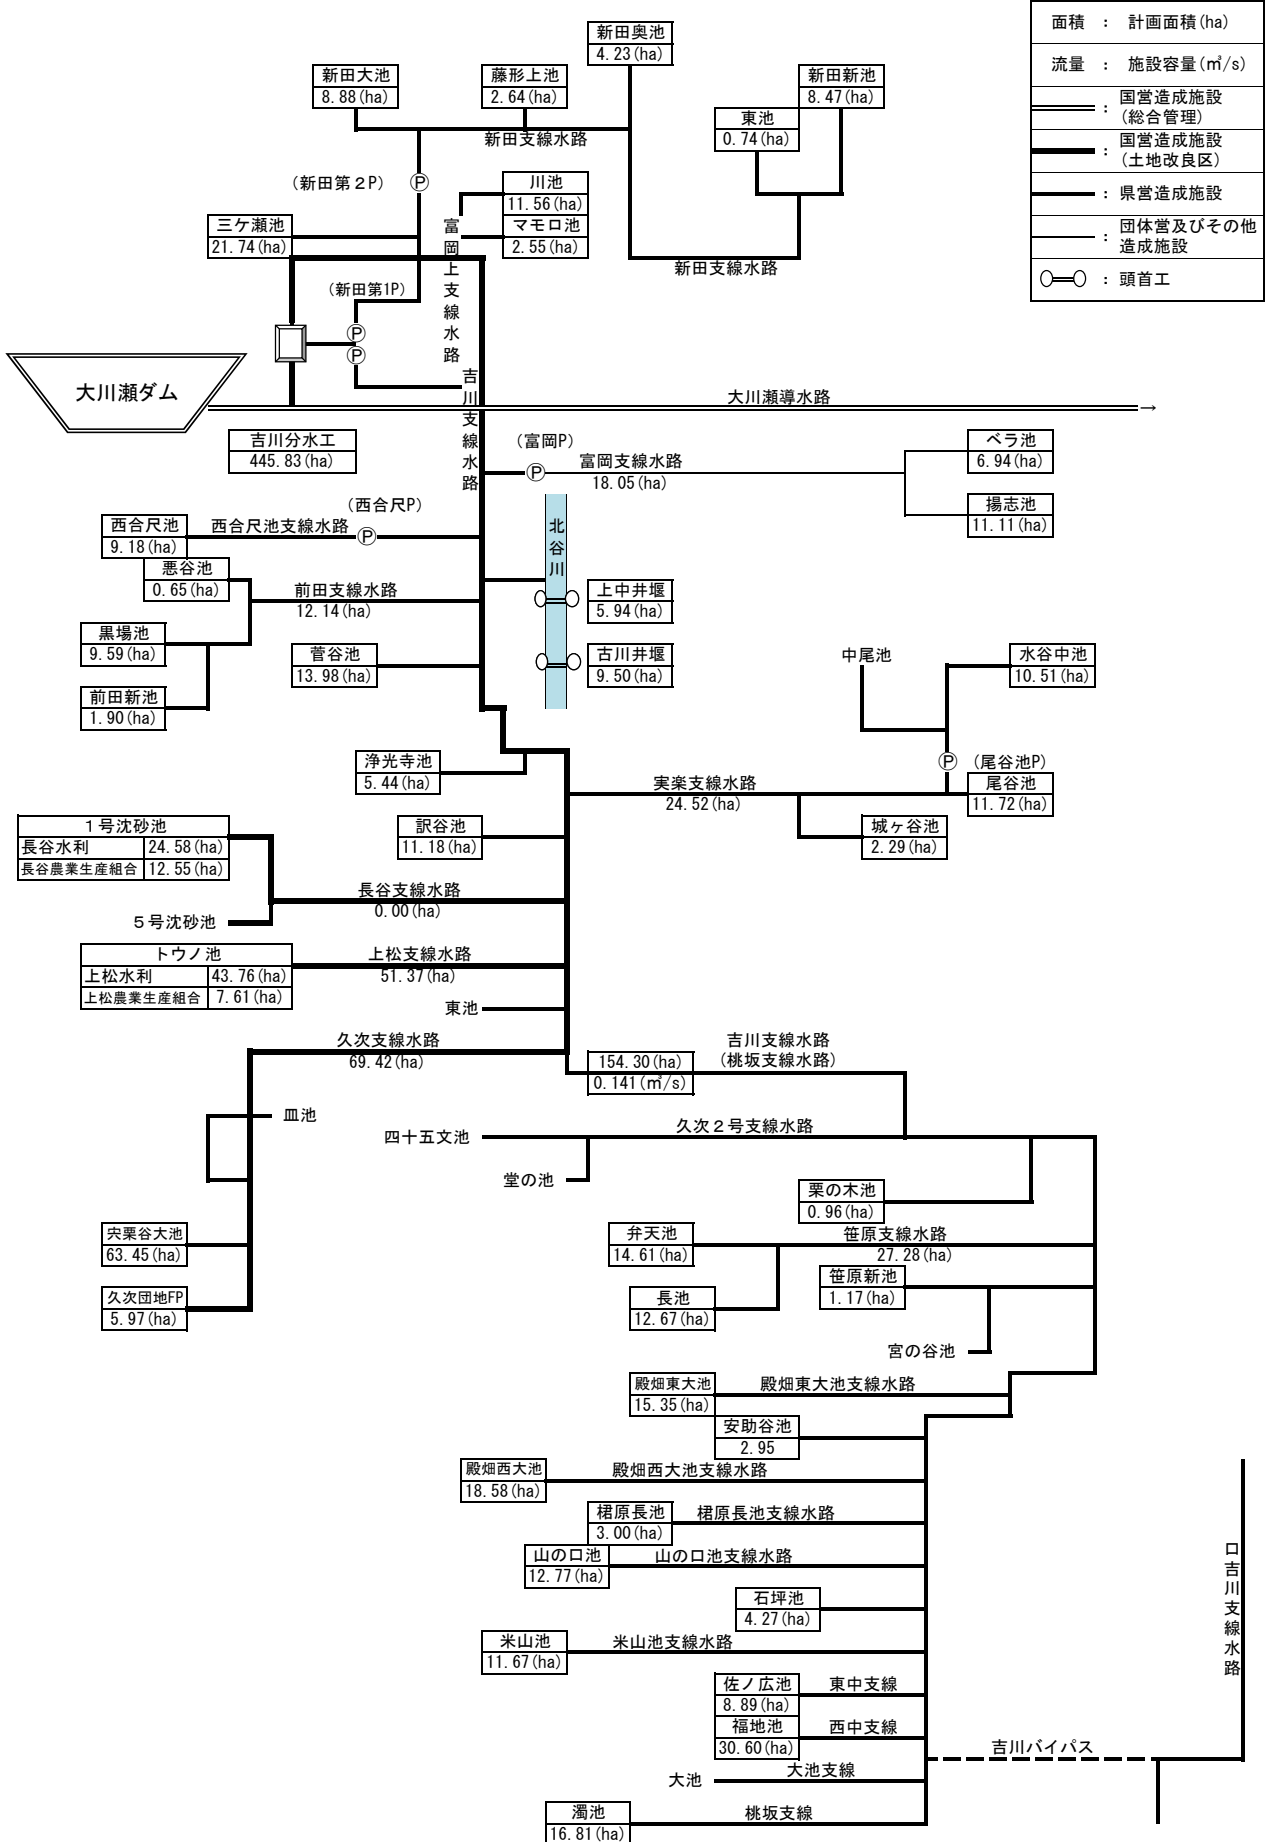 面積 ： 計画面積(ha)
流量 ： 施設容量(㎥/s)
： 国営造成施設
(総合管理)
： 国営造成施設
(土地改良区)
： 県営造成施設
： 団体営及びその他
造成施設
： 頭首工
新田奥池
4.23(ha)
新田大池
8.88(ha)
藤形上池
2.64(ha)
新田新池
8.47(ha)
東池
0.74(ha)
新田支線水路
(新田第２P)
P
川池
11.56(ha)
マモロ池
2.55(ha)
三ケ瀬池
21.74(ha)
富岡上支線水路
新田支線水路
(新田第1P)
P
P
大川瀬ダム
吉川支線水路
大川瀬導水路
→
吉川分水工
445.83(ha)
(富岡P)
P
富岡支線水路
18.05(ha)
ベラ池
6.94(ha)
揚志池
11.11(ha)
(西合尺P)
西合尺池
9.18(ha)
西合尺池支線水路
P
北谷川
悪谷池
0.65(ha)
前田支線水路
12.14(ha)
上中井堰
5.94(ha)
黒場池
9.59(ha)
菅谷池
13.98(ha)
古川井堰
9.50(ha)
中尾池
水谷中池
10.51(ha)
前田新池
1.90(ha)
浄光寺池
5.44(ha)
P
(尾谷池P)
実楽支線水路
24.52(ha)
尾谷池
11.72(ha)
１号沈砂池
長谷水利 24.58(ha)
長谷農業生産組合 12.55(ha)
訳谷池
11.18(ha)
城ヶ谷池
2.29(ha)
長谷支線水路
0.00(ha)
５号沈砂池
トウノ池
上松水利 43.76(ha)
上松農業生産組合 7.61(ha)
上松支線水路
51.37(ha)
東池
久次支線水路
69.42(ha)
吉川支線水路
(桃坂支線水路)
154.30(ha)
0.141(㎥/s)
皿池
四十五文池
久次２号支線水路
堂の池
栗の木池
0.96(ha)
宍粟谷大池
63.45(ha)
弁天池
14.61(ha)
笹原支線水路
27.28(ha)
久次団地FP
5.97(ha)
長池
12.67(ha)
笹原新池
1.17(ha)
宮の谷池
殿畑東大池
15.35(ha)
殿畑東大池支線水路
安助谷池
2.95
殿畑西大池
18.58(ha)
殿畑西大池支線水路
桾原長池
3.00(ha)
桾原長池支線水路
山の口池
12.77(ha)
山の口池支線水路
石坪池
4.27(ha)
米山池
11.67(ha)
米山池支線水路
口吉川支線水路
佐ノ広池
8.89(ha)
東中支線
福地池
30.60(ha)
西中支線
吉川バイパス
大池
大池支線
濁池
16.81(ha)
桃坂支線